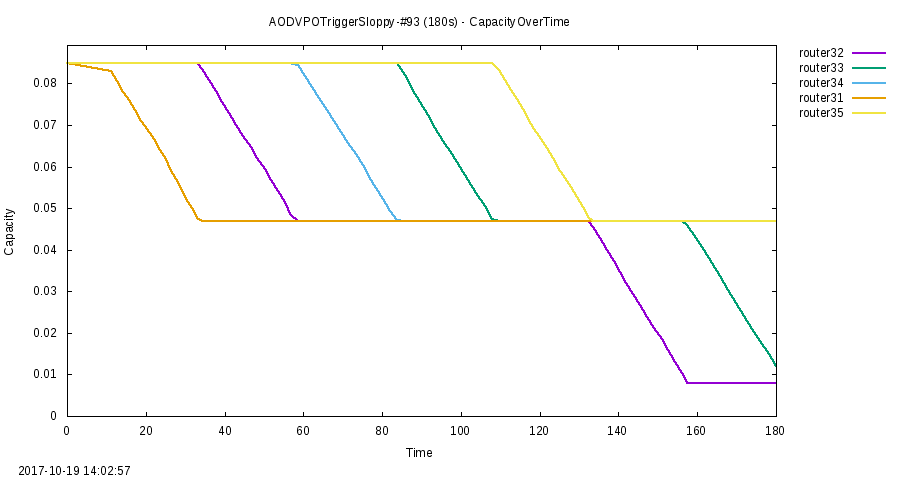 AODVPOTriggerSloppy-#93 (180s) - CapacityOverTime
router32
router33
router34
router31
router35
0.08
0.07
0.06
0.05
0.04
0.03
0.02
0.01
0
Capacity
0 20 40 60 80 100 120 140 160 180
Time
2017-10-19 14:02:57